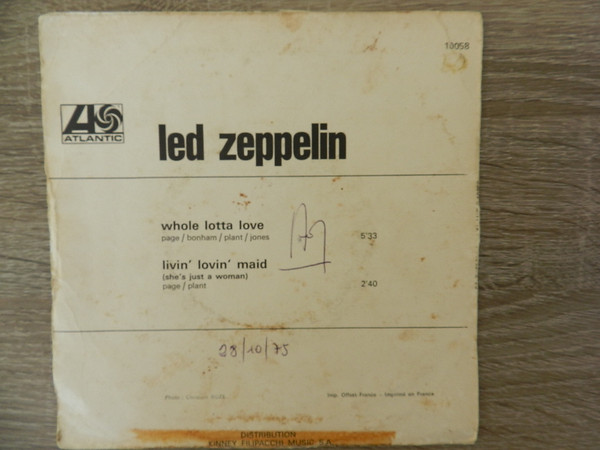 10058
ATLANTIC
led zeppelin
whole lotta love
page / bonham / plant / jones 5'33
livin' lovin' maid
(she's just a woman)
page / plant 2'40
28/10/75
Photo : Imp. Offset France - Imprimé en France
DISTRIBUTION
KINNEY FILIPACCHI MUSIC S.A.